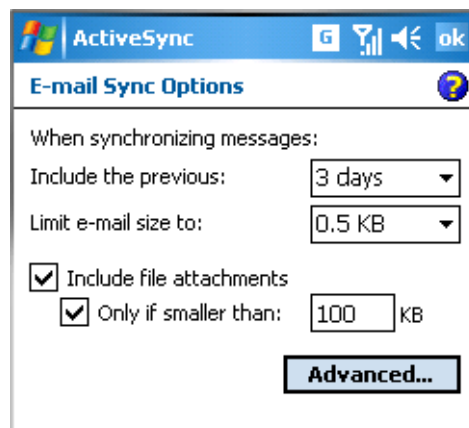 ActiveSync G ok
E-mail Sync Options ?
When synchronizing messages:
Include the previous: 3 days
Limit e-mail size to: 0.5 KB
Include file attachments
Only if smaller than: 100 KB
Advanced...